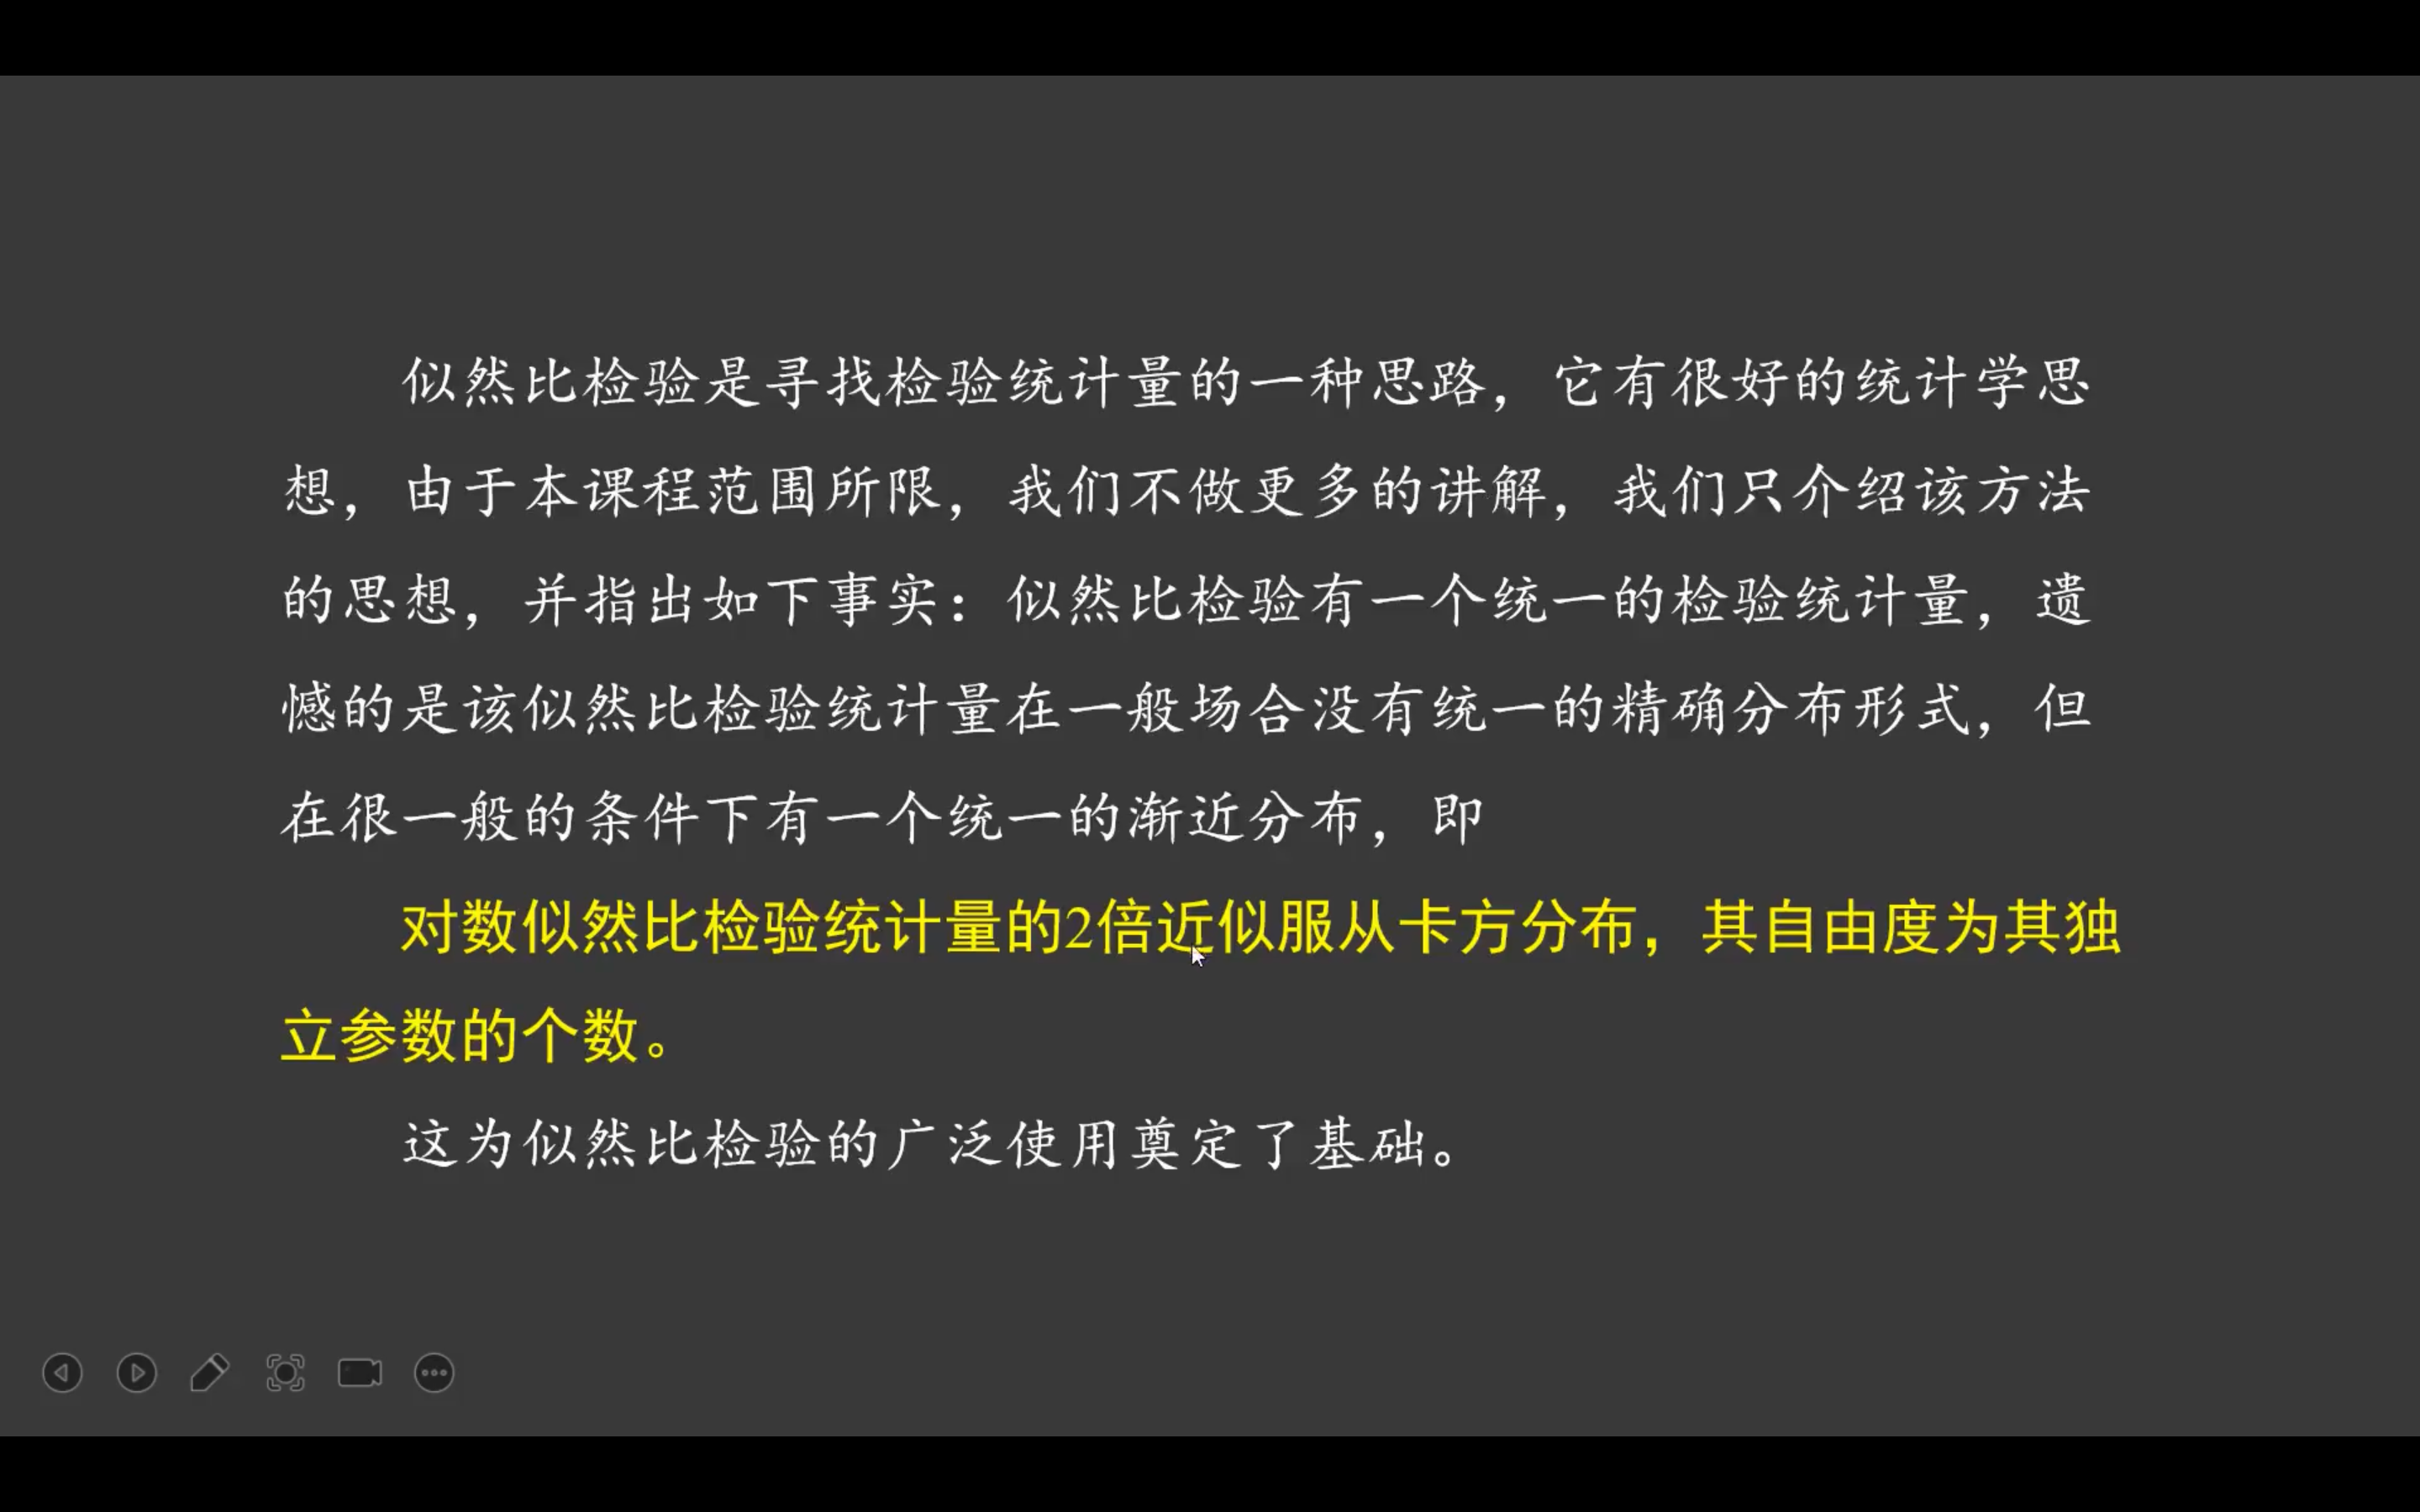 似然比检验是寻找检验统计量的一种思路，它有很好的统计学思
想，由于本课程范围所限，我们不做更多的讲解，我们只介绍该方法
的思想，并指出如下事实：似然比检验有一个统一的检验统计量，遗
憾的是该似然比检验统计量在一般场合没有统一的精确分布形式，但
在很一般的条件下有一个统一的渐近分布，即
对数似然比检验统计量的2倍近似服从卡方分布，其自由度为其独
立参数的个数。
这为似然比检验的广泛使用奠定了基础。